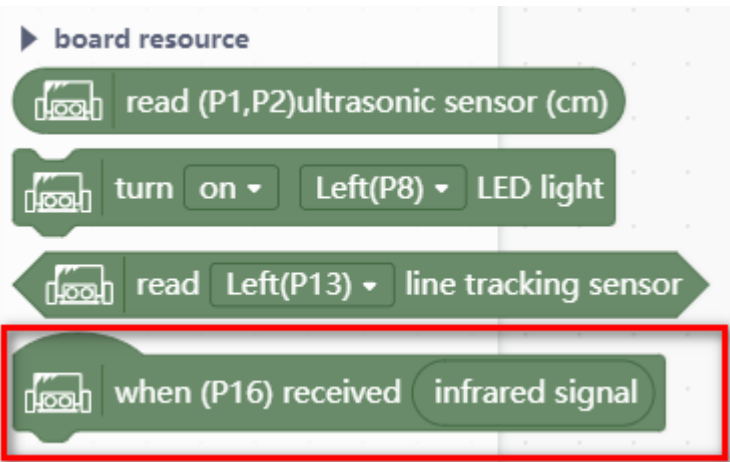 board resource
read (P1,P2)ultrasonic sensor (cm)
turn on Left(P8) LED light
read Left(P13) line tracking sensor
when (P16) received infrared signal